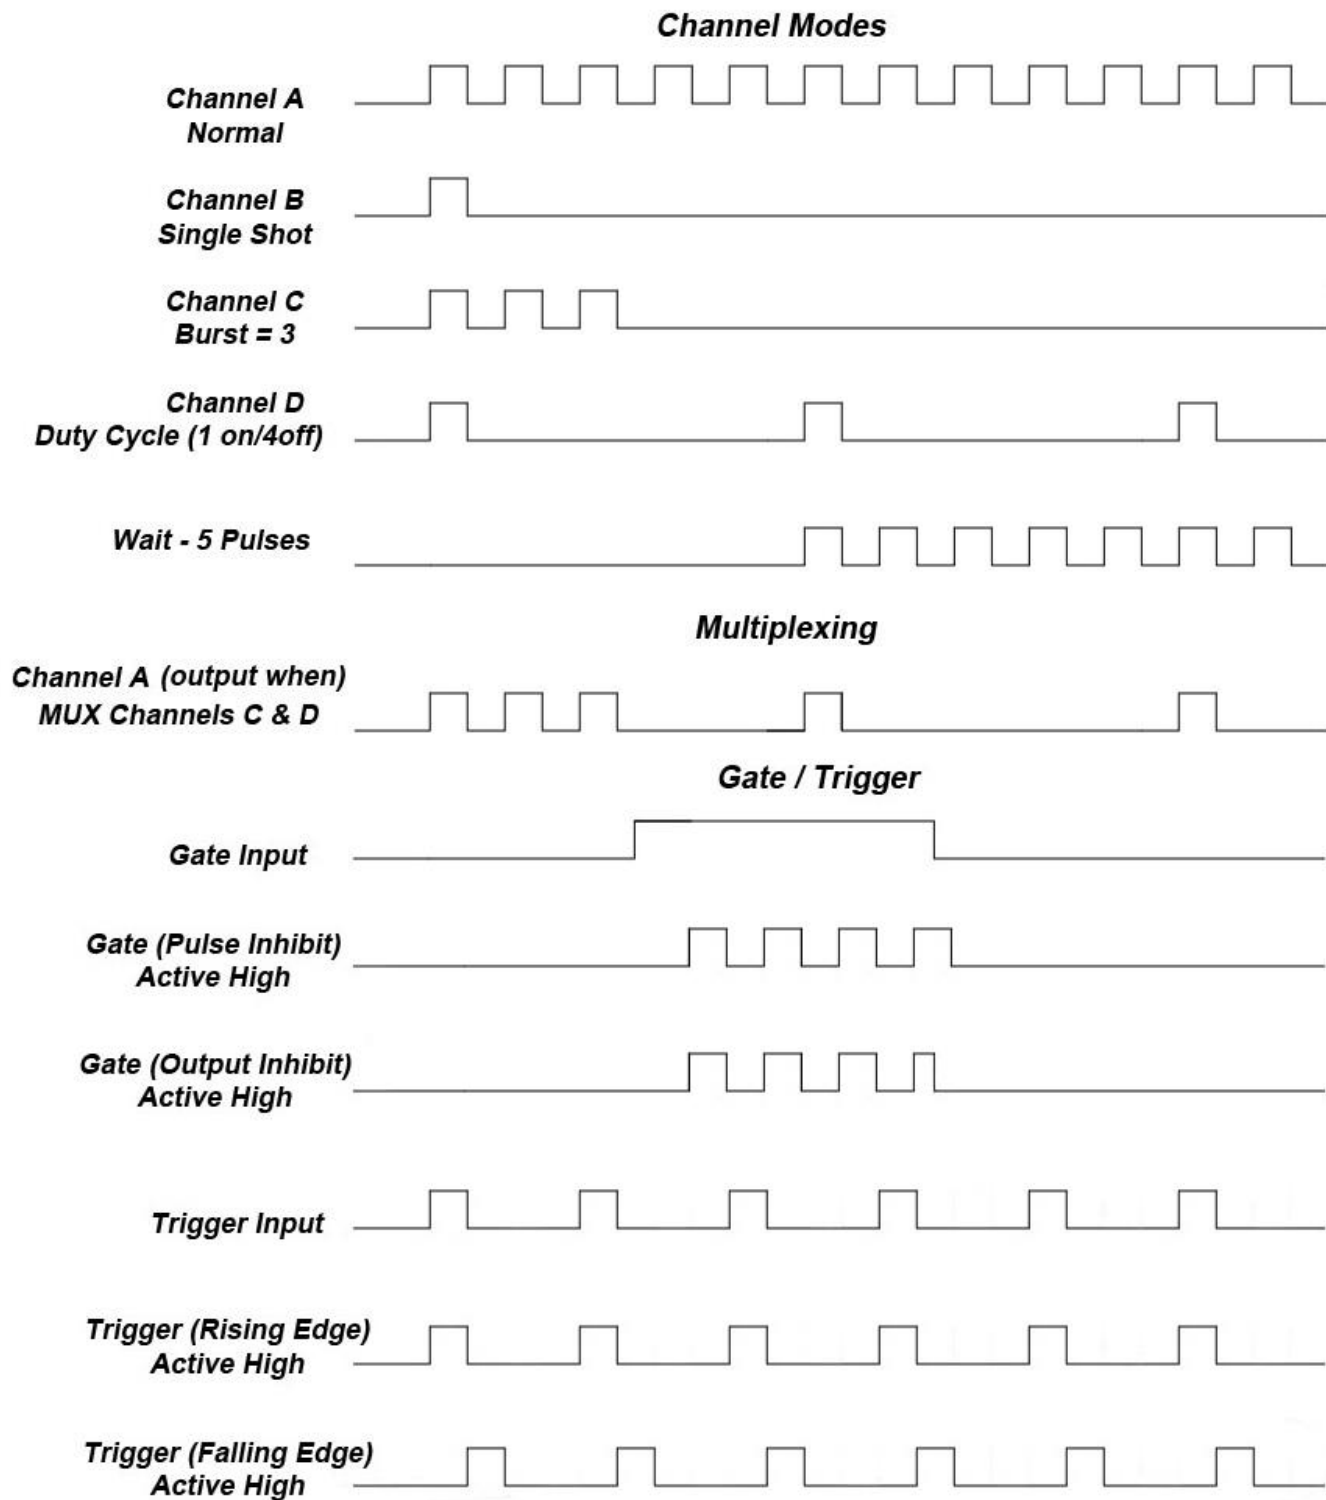 Channel Modes
Channel A
Normal
Channel B
Single Shot
Channel C
Burst = 3
Channel D
Duty Cycle (1 on/4off)
Wait - 5 Pulses
Multiplexing
Channel A (output when)
MUX Channels C & D
Gate / Trigger
Gate Input
Gate (Pulse Inhibit)
Active High
Gate (Output Inhibit)
Active High
Trigger Input
Trigger (Rising Edge)
Active High
Trigger (Falling Edge)
Active High